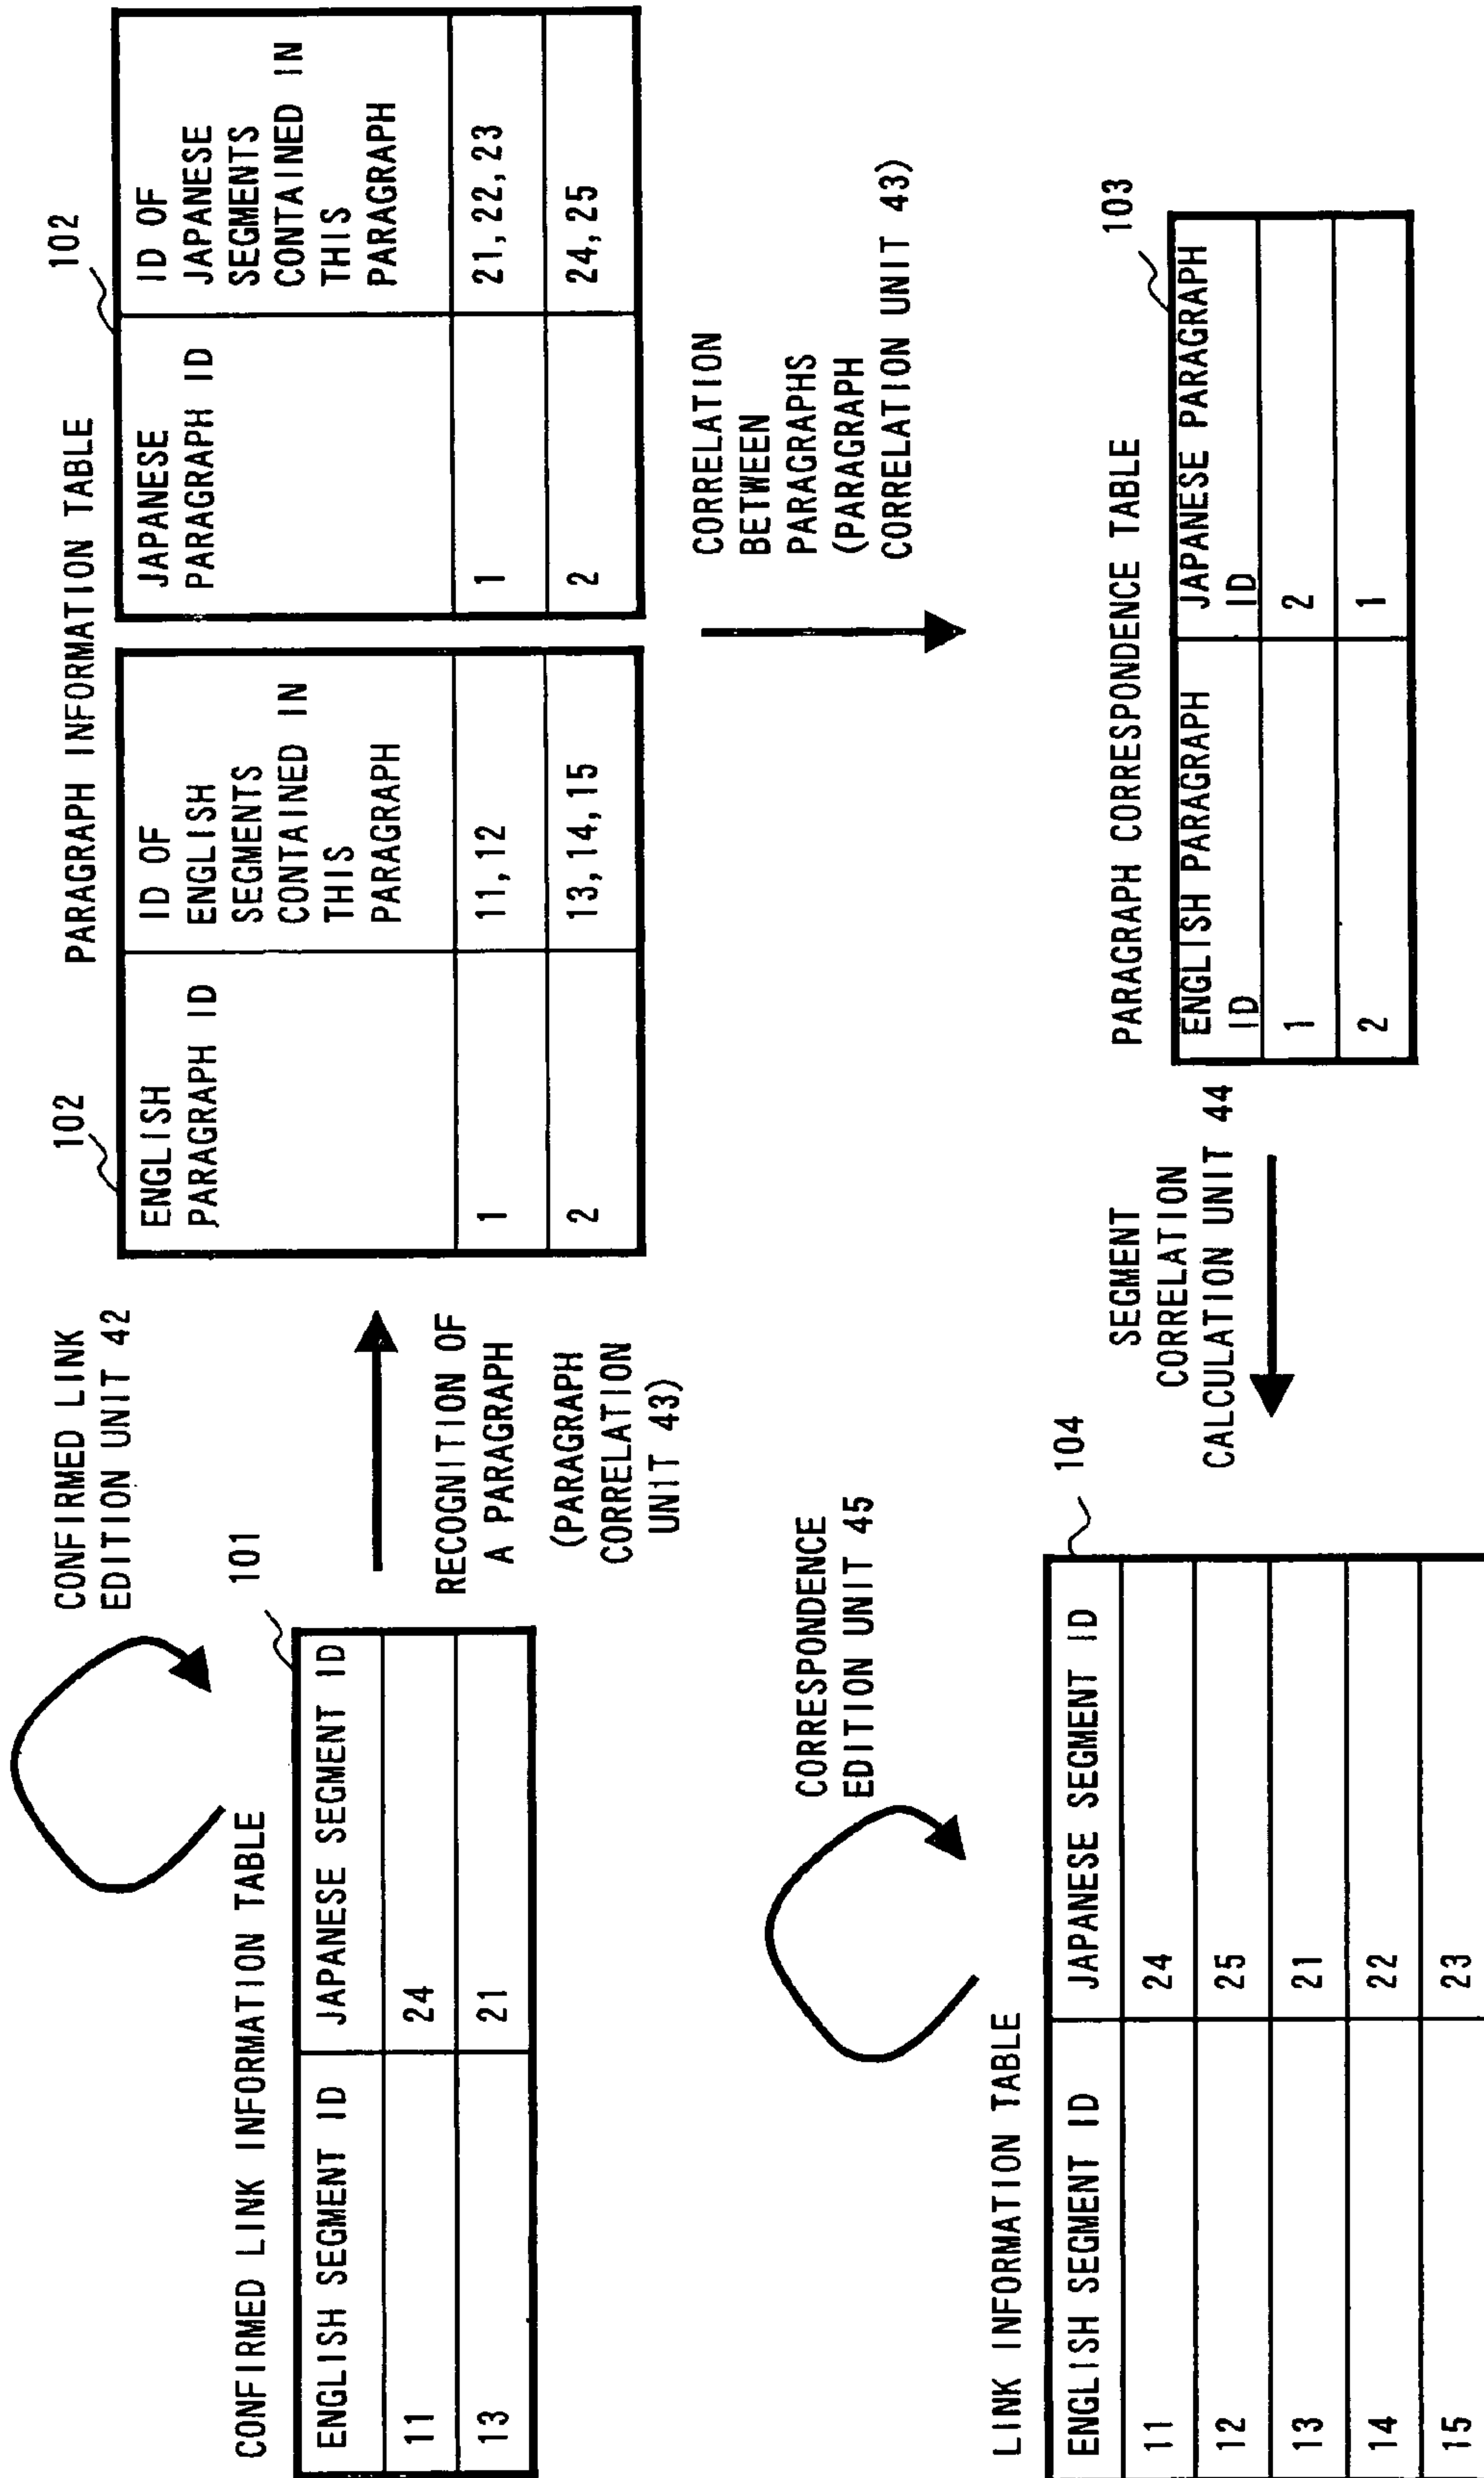 CONFIRMED LINK
EDITION UNIT 42
CONFIRMED LINK INFORMATION TABLE
101
ENGLISH SEGMENT ID JAPANESE SEGMENT ID
11 24
13 21
RECOGNITION OF
A PARAGRAPH
(PARAGRAPH
CORRELATION
UNIT 43)
PARAGRAPH INFORMATION TABLE
102
ENGLISH
PARAGRAPH ID
ID OF
ENGLISH
SEGMENTS
CONTAINED IN
THIS
PARAGRAPH
1 11,12
2 13,14,15
102
JAPANESE
PARAGRAPH ID
ID OF
JAPANESE
SEGMENTS
CONTAINED IN
THIS
PARAGRAPH
1 21,22,23
2 24,25
CORRELATION
BETWEEN
PARAGRAPHS
(PARAGRAPH
CORRELATION UNIT 43)
PARAGRAPH CORRESPONDENCE TABLE
103
ENGLISH PARAGRAPH
ID
JAPANESE PARAGRAPH
ID
1 2
2 1
SEGMENT
CORRELATION
CALCULATION UNIT 44
CORRESPONDENCE
EDITION UNIT 45
LINK INFORMATION TABLE
104
ENGLISH SEGMENT ID JAPANESE SEGMENT ID
11 24
12 25
13 21
14 22
15 23